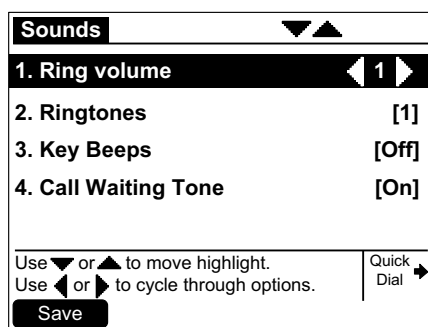 Sounds
1. Ring volume 1
2. Ringtones [1]
3. Key Beeps [Off]
4. Call Waiting Tone [On]
Use ▼ or ▲ to move highlight.
Use ◀ or ▶ to cycle through options.
Quick
Dial
Save